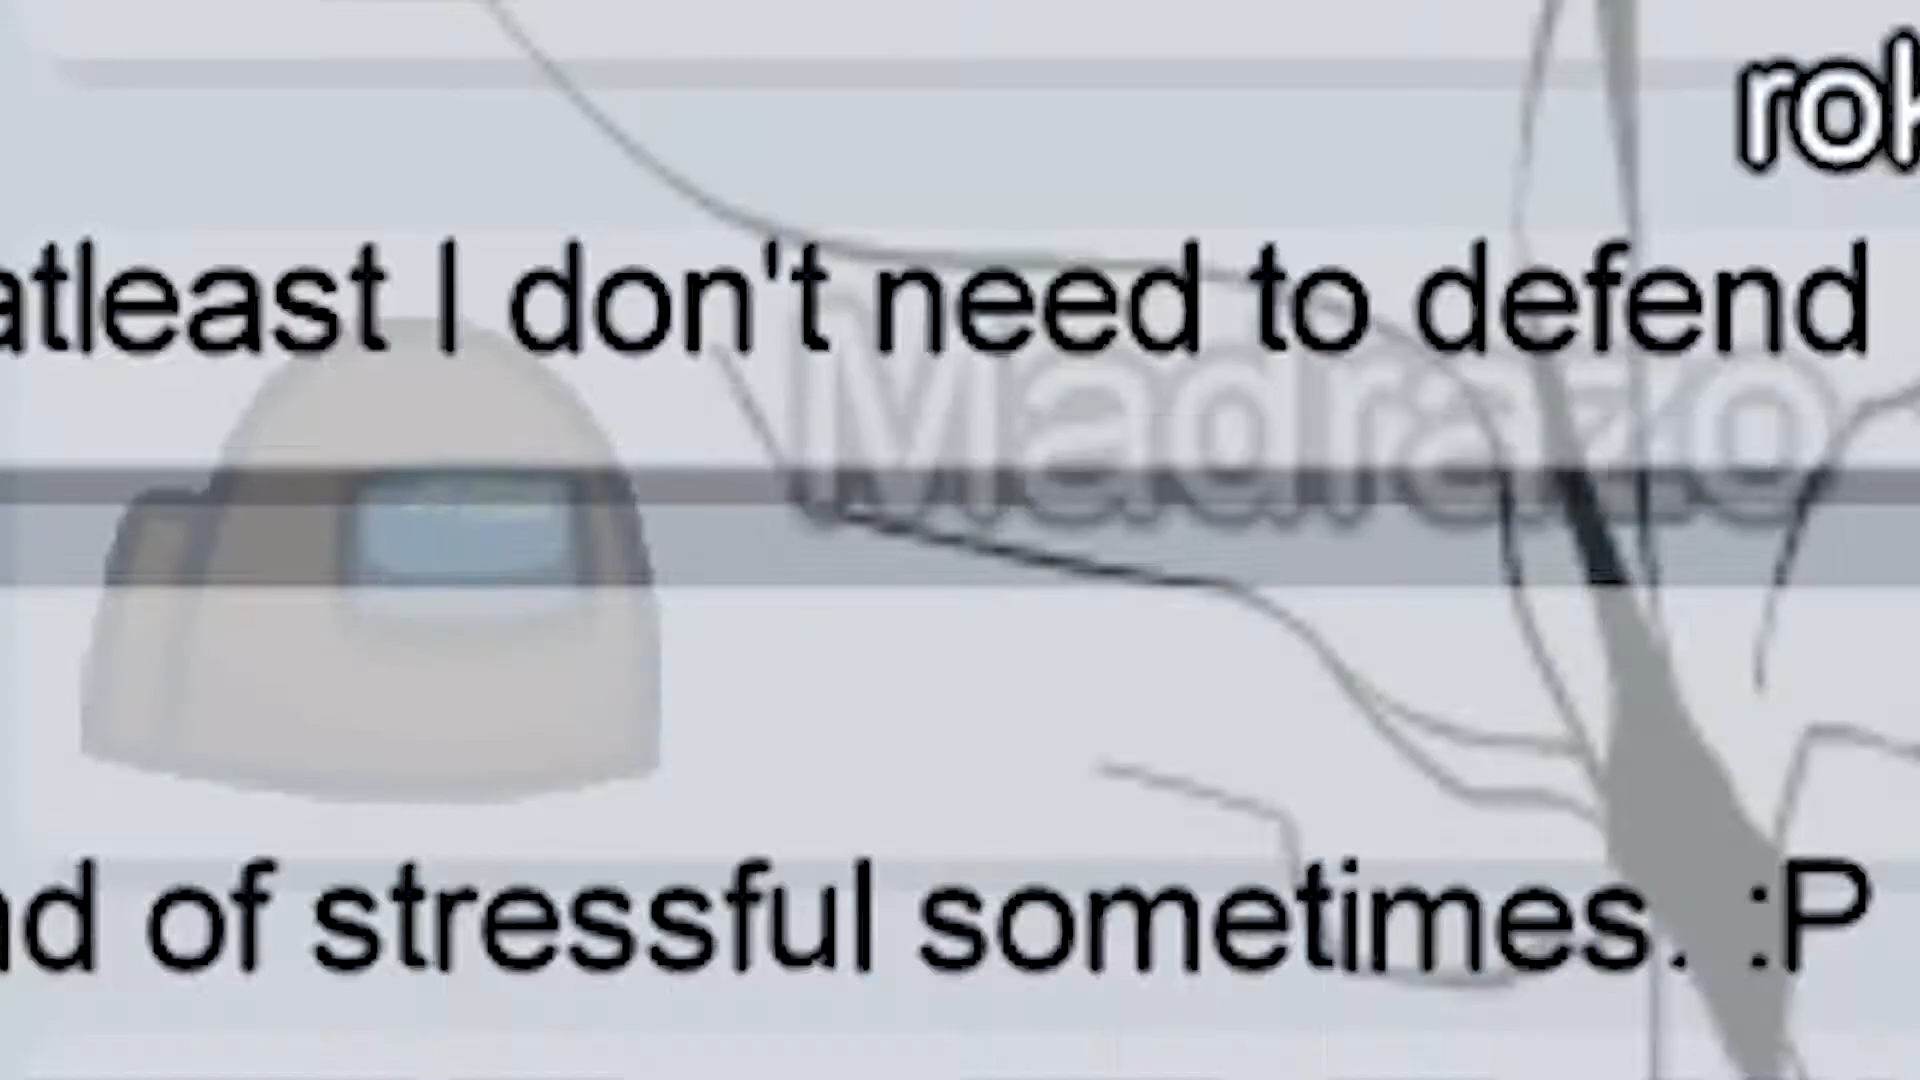 rok
atleast I don't need to defend
Madrazo
nd of stressful sometimes. :P